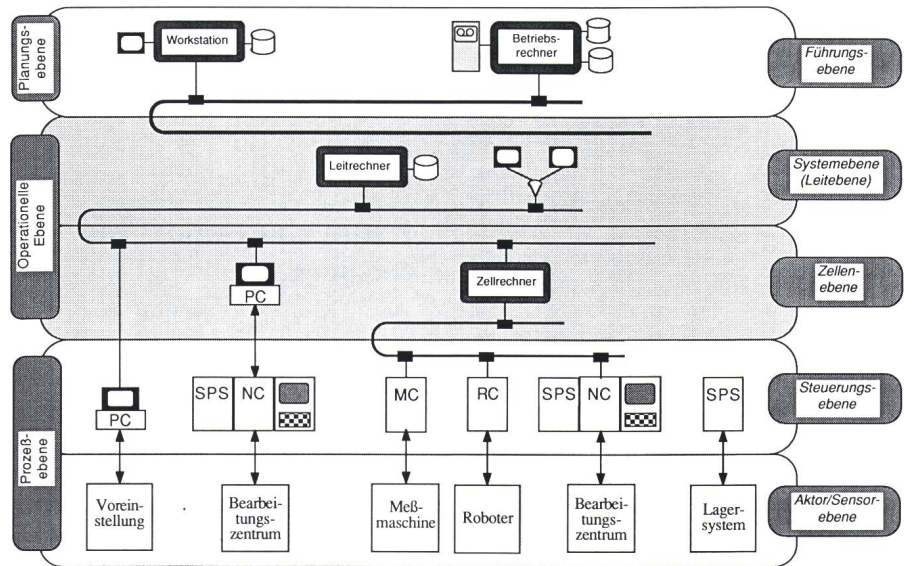 Planungs-
ebene
Workstation
Betriebs-
rechner
Führungs-
ebene
Operationelle
Ebene
Leitrechner
Systemebene
(Leitebene)
PC
Zellrechner
Zellen-
ebene
Prozeß-
ebene
PC
SPS NC
MC
RC
SPS NC
SPS
Steuerungs-
ebene
Vorein-
stellung
Bearbei-
tungs-
zentrum
Meß-
maschine
Roboter
Bearbei-
tungs-
zentrum
Lager-
system
Aktor/Sensor-
ebene